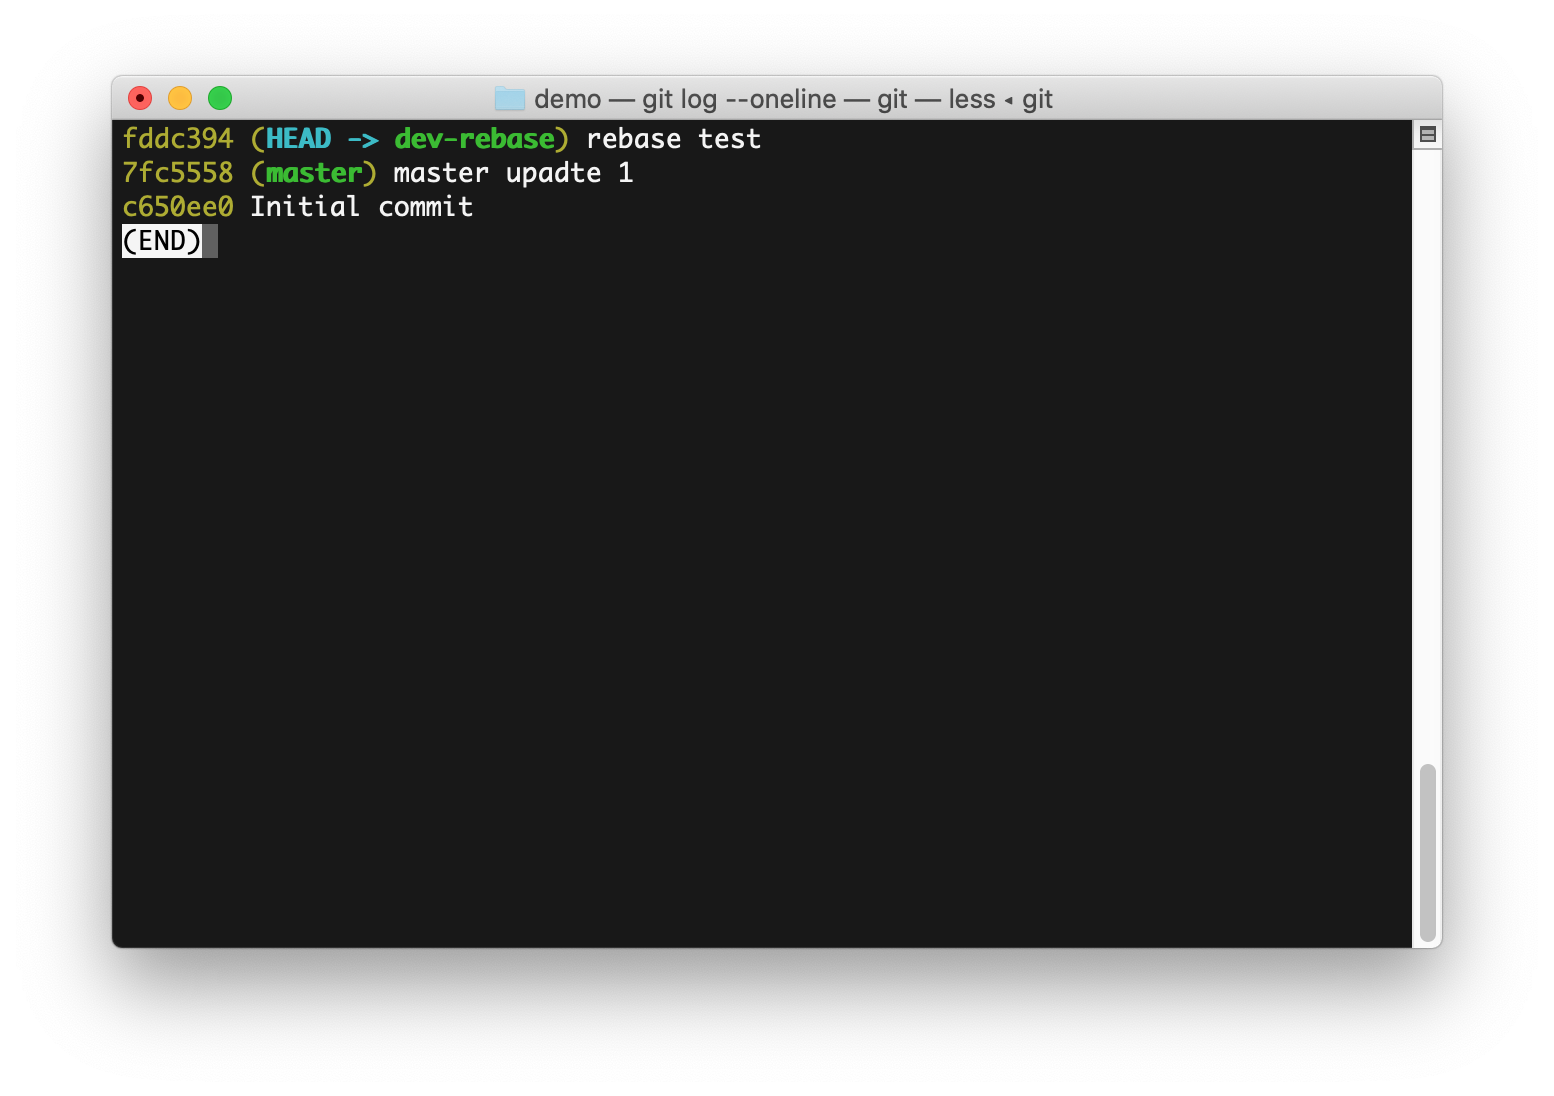 demo — git log --oneline — git — less ◂ git
fddc394 (HEAD -> dev-rebase) rebase test
7fc5558 (master) master upadte 1
c650ee0 Initial commit
(END)